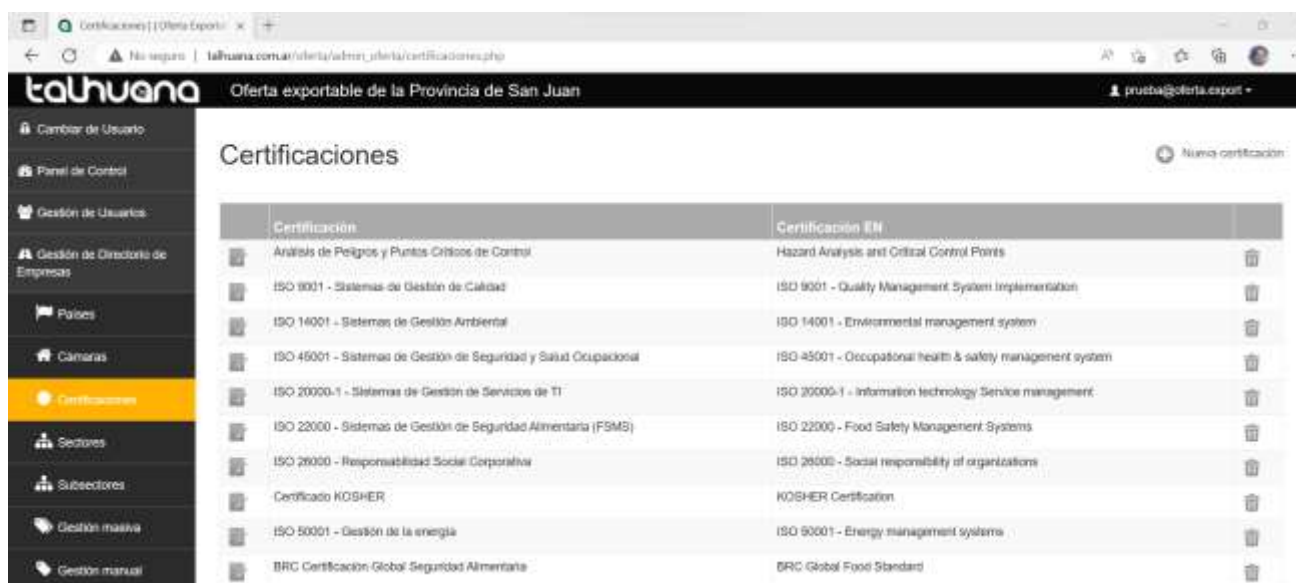 Certificaciones | | Oferta Export
No seguro | talhuana.com.ar/oferta/admin_oferta/certificaciones.php
talhuana
Oferta exportable de la Provincia de San Juan
prueba@oferta.export
Cambiar de Usuario
Panel de Control
Gestión de Usuarios
Gestión de Directorio de
Empresas
Países
Cámaras
Certificaciones
Sectores
Subsectores
Gestión masiva
Gestión manual
Certificaciones
Nueva certificación
Certificación Certificación EN
Análisis de Peligros y Puntos Críticos de Control Hazard Analysis and Critical Control Points
ISO 9001 - Sistemas de Gestión de Calidad ISO 9001 - Quality Management System Implementation
ISO 14001 - Sistemas de Gestión Ambiental ISO 14001 - Environmental management system
ISO 45001 - Sistemas de Gestión de Seguridad y Salud Ocupacional ISO 45001 - Occupational health & safety management system
ISO 20000-1 - Sistemas de Gestión de Servicios de TI ISO 20000-1 - Information technology Service management
ISO 22000 - Sistemas de Gestión de Seguridad Alimentaria (FSMS) ISO 22000 - Food Safety Management Systems
ISO 26000 - Responsabilidad Social Corporativa ISO 26000 - Social responsibility of organizations
Certificado KOSHER KOSHER Certification
ISO 50001 - Gestión de la energía ISO 50001 - Energy management systems
BRC Certificación Global Seguridad Alimentaria BRC Global Food Standard